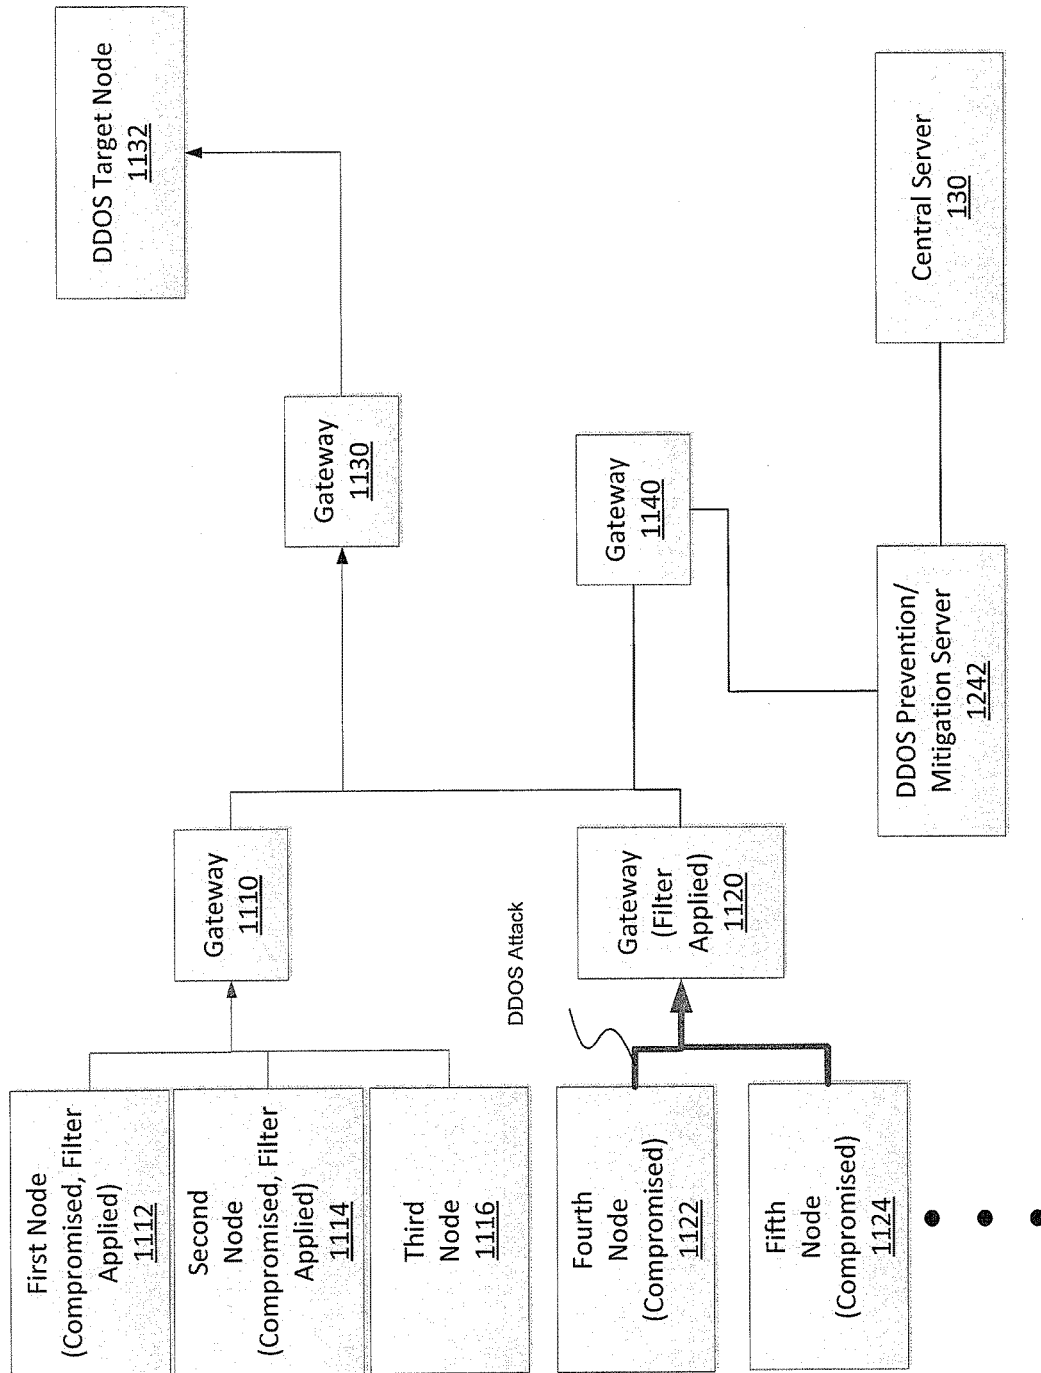 First Node
(Compromised, Filter
Applied)
1112
Second
Node
(Compromised, Filter
Applied)
1114
Third
Node
1116
Fourth
Node
(Compromised)
1122
Fifth
Node
(Compromised)
1124
DDOS Attack
Gateway
1110
Gateway
(Filter
Applied)
1120
Gateway
1130
Gateway
1140
DDOS Target Node
1132
DDOS Prevention/
Mitigation Server
1242
Central Server
130